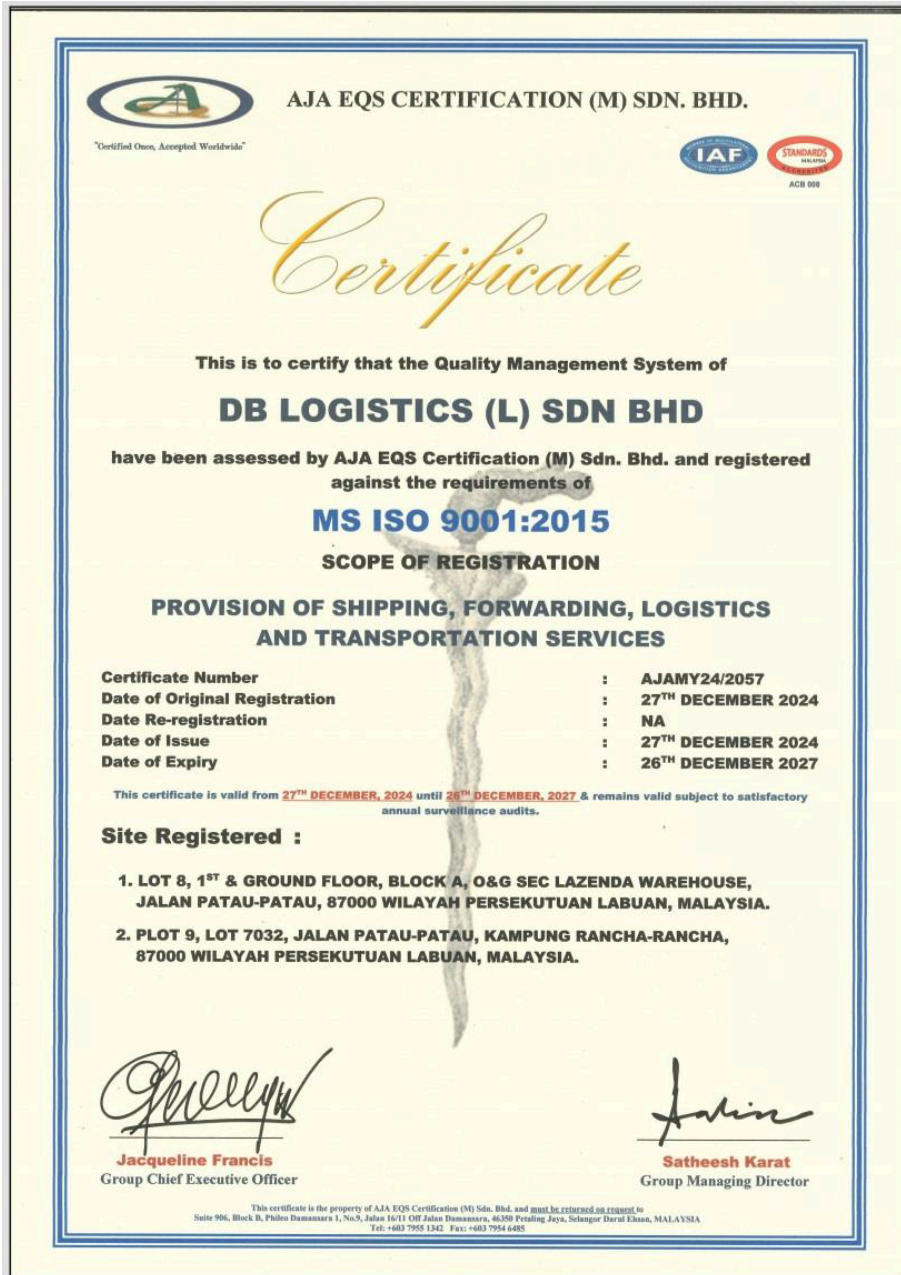 AJA EQS CERTIFICATION (M) SDN. BHD.
"Certified Once, Accepted Worldwide"
IAF
STANDARDS
MALAYSIA
ACCREDITED
ACB 008
Certificate
This is to certify that the Quality Management System of
DB LOGISTICS (L) SDN BHD
have been assessed by AJA EQS Certification (M) Sdn. Bhd. and registered
against the requirements of
MS ISO 9001:2015
SCOPE OF REGISTRATION
PROVISION OF SHIPPING, FORWARDING, LOGISTICS
AND TRANSPORTATION SERVICES
Certificate Number : AJAMY24/2057
Date of Original Registration : 27TH DECEMBER 2024
Date Re-registration : NA
Date of Issue : 27TH DECEMBER 2024
Date of Expiry : 26TH DECEMBER 2027
This certificate is valid from 27TH DECEMBER, 2024 until 26TH DECEMBER, 2027 & remains valid subject to satisfactory
annual surveillance audits.
Site Registered :
1. LOT 8, 1ST & GROUND FLOOR, BLOCK A, O&G SEC LAZENDA WAREHOUSE,
JALAN PATAU-PATAU, 87000 WILAYAH PERSEKUTUAN LABUAN, MALAYSIA.
2. PLOT 9, LOT 7032, JALAN PATAU-PATAU, KAMPUNG RANCHA-RANCHA,
87000 WILAYAH PERSEKUTUAN LABUAN, MALAYSIA.
Jacqueline Francis
Group Chief Executive Officer
Satheesh Karat
Group Managing Director
This certificate is the property of AJA EQS Certification (M) Sdn. Bhd. and must be returned on request to
Suite 906, Block B, Phileo Damansara 1, No.9, Jalan 16/11 Off Jalan Damansara, 46350 Petaling Jaya, Selangor Darul Ehsan, MALAYSIA
Tel: +603 7955 1342 Fax: +603 7954 6485